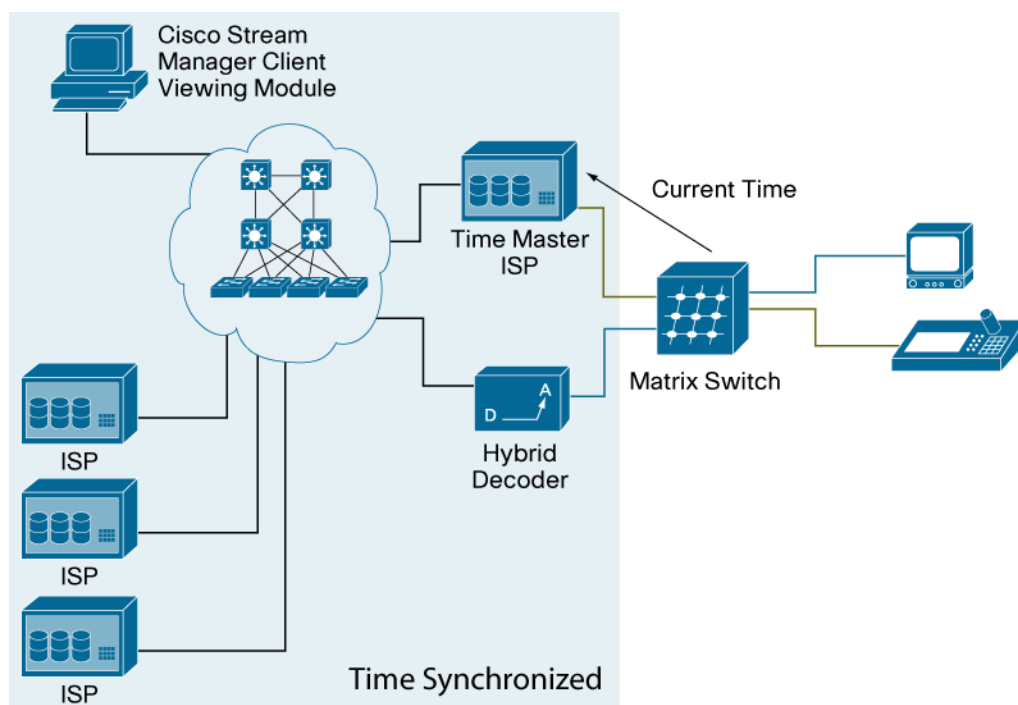 Cisco Stream
Manager Client
Viewing Module
Current Time
Time Master
ISP
Matrix Switch
D
A
Hybrid
Decoder
ISP
ISP
ISP
Time Synchronized